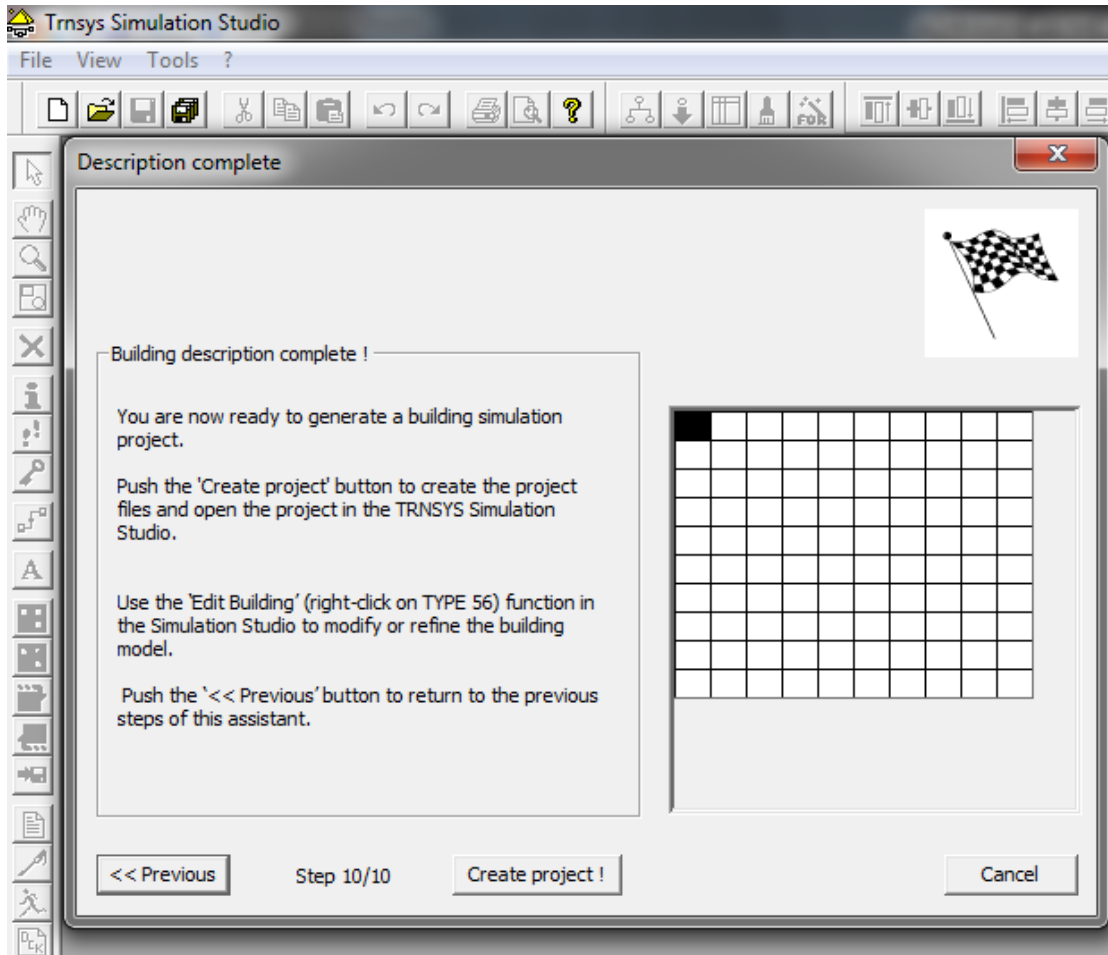 Trnsys Simulation Studio
File View Tools ?
FOR
Description complete
Building description complete !
You are now ready to generate a building simulation
project.
Push the 'Create project' button to create the project
files and open the project in the TRNSYS Simulation
Studio.
Use the ‘Edit Building’ (right-click on TYPE 56) function in
the Simulation Studio to modify or refine the building
model.
Push the ‘<< Previous’ button to return to the previous
steps of this assistant.
<< Previous
Step 10/10
Create project !
Cancel
A
DCK